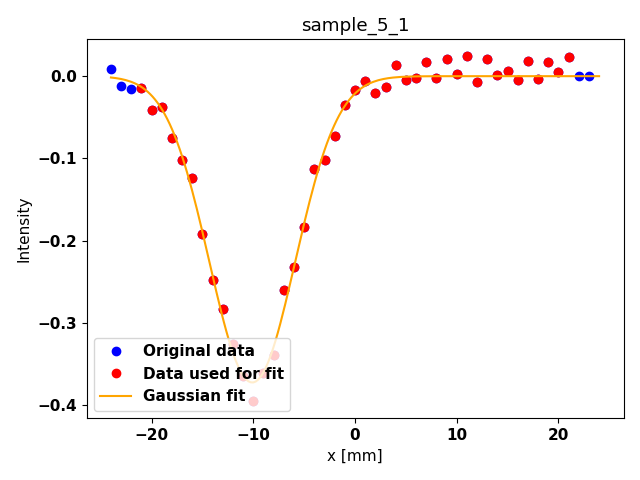 sample_5_1
0.0
−0.1
−0.2
−0.3
−0.4
Intensity
Original data
Data used for fit
Gaussian fit
−20
−10
0
10
20
x [mm]